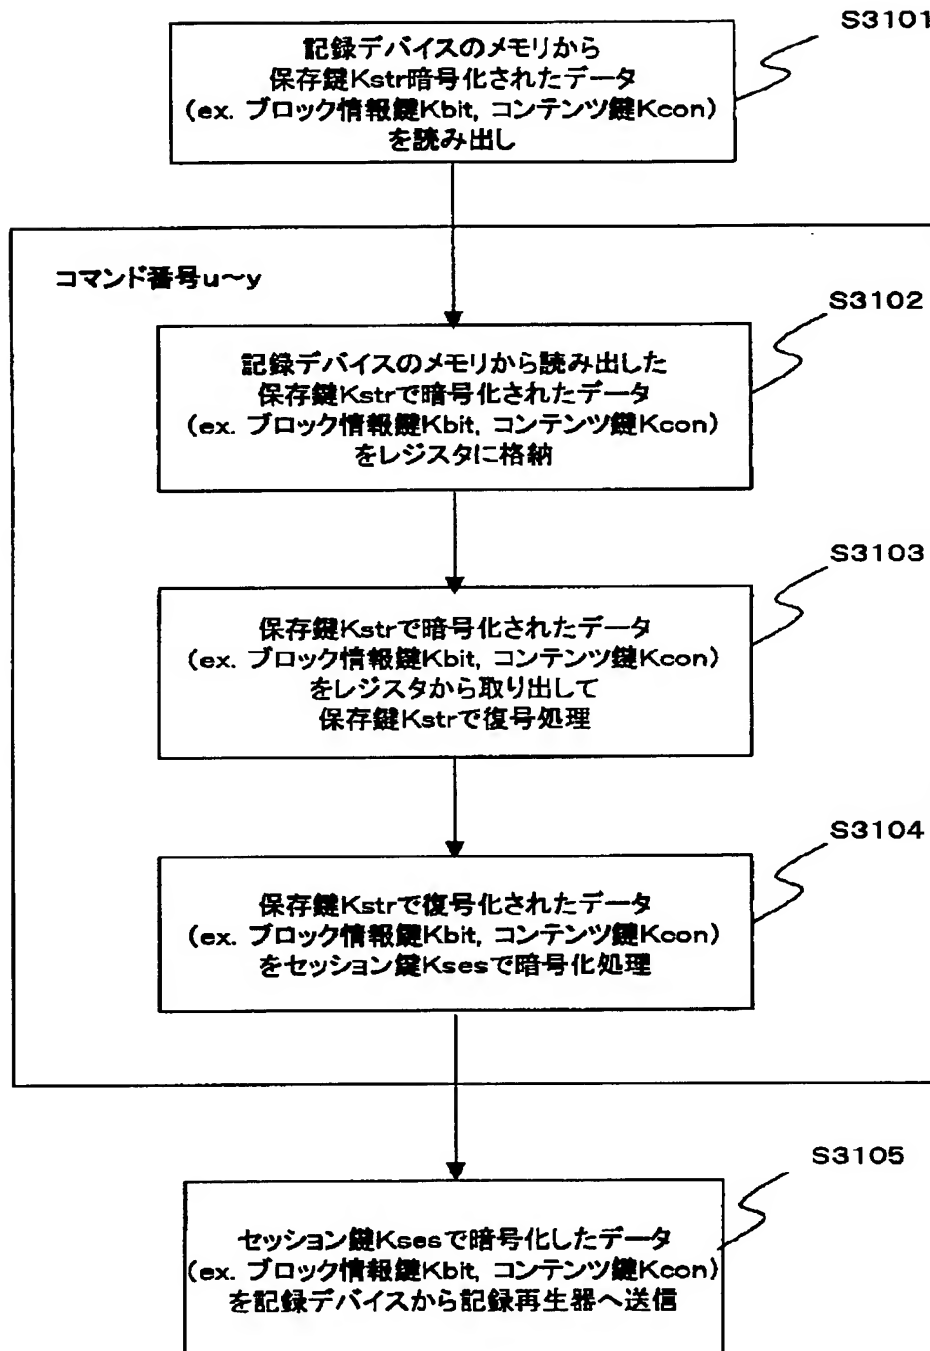 S3101
記録デバイスのメモリから
保存鍵Kstr暗号化されたデータ
(ex. ブロック情報鍵Kbit, コンテンツ鍵Kcon)
を読み出し
コマンド番号u～y
S3102
記録デバイスのメモリから読み出した
保存鍵Kstrで暗号化されたデータ
(ex. ブロック情報鍵Kbit, コンテンツ鍵Kcon)
をレジスタに格納
S3103
保存鍵Kstrで暗号化されたデータ
(ex. ブロック情報鍵Kbit, コンテンツ鍵Kcon)
をレジスタから取り出して
保存鍵Kstrで復号処理
S3104
保存鍵Kstrで復号化されたデータ
(ex. ブロック情報鍵Kbit, コンテンツ鍵Kcon)
をセッション鍵Ksesで暗号化処理
S3105
セッション鍵Ksesで暗号化したデータ
(ex. ブロック情報鍵Kbit, コンテンツ鍵Kcon)
を記録デバイスから記録再生器へ送信